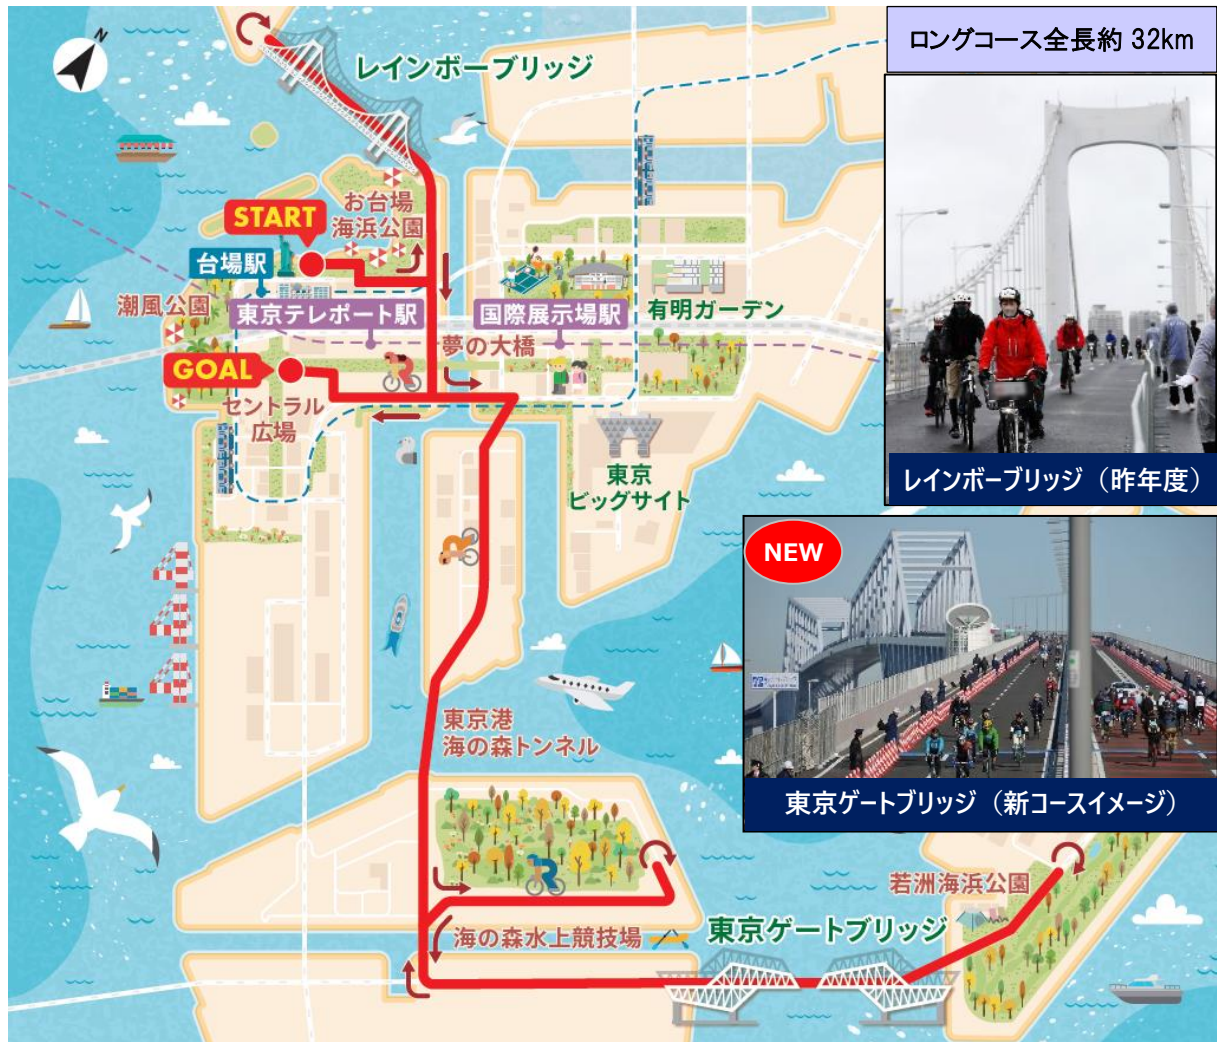 N
ロングコース全長約 32km
レインボーブリッジ
START
お台場
海浜公園
台場駅
潮風公園
東京テレポート駅
国際展示場駅
有明ガーデン
夢の大橋
GOAL
セントラル
広場
東京
ビッグサイト
レインボーブリッジ（昨年度）
NEW
東京港
海の森トンネル
東京ゲートブリッジ（新コースイメージ）
若洲海浜公園
海の森水上競技場
東京ゲートブリッジ